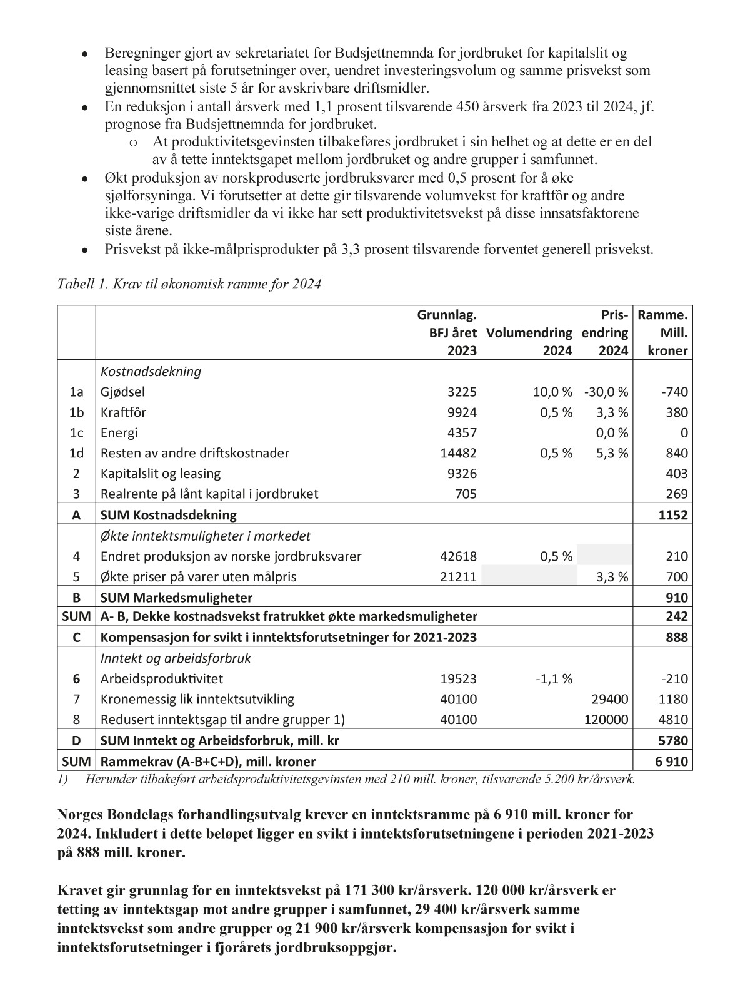 • Beregninger gjort av sekretariatet for Budsjettnemnda for jordbruket for kapitalslit og
leasing basert på forutsetninger over, uendret investeringsvolum og samme prisvekst som
gjennomsnittet siste 5 år for avskrivbare driftsmidler.
• En reduksjon i antall årsverk med 1,1 prosent tilsvarende 450 årsverk fra 2023 til 2024, jf.
prognose fra Budsjettnemnda for jordbruket.
o At produktivitetsgevinsten tilbakeføres jordbruket i sin helhet og at dette er en del
av å tette inntektsgapet mellom jordbruket og andre grupper i samfunnet.
• Økt produksjon av norskproduserte jordbruksvarer med 0,5 prosent for å øke
sjølforsyninga. Vi forutsetter at dette gir tilsvarende volumvekst for kraftfôr og andre
ikke-varige driftsmidler da vi ikke har sett produktivitetsvekst på disse innsatsfaktorene
siste årene.
• Prisvekst på ikke-målprisprodukter på 3,3 prosent tilsvarende forventet generell prisvekst.
Tabell 1. Krav til økonomisk ramme for 2024
Grunnlag. Pris- Ramme.
BFJ året Volumendring endring Mill.
2023 2024 2024 kroner
Kostnadsdekning
1a Gjødsel 3225 10,0 % -30,0 % -740
1b Kraftfôr 9924 0,5 % 3,3 % 380
1c Energi 4357 0,0 % 0
1d Resten av andre driftskostnader 14482 0,5 % 5,3 % 840
2 Kapitalslit og leasing 9326 403
3 Realrente på lånt kapital i jordbruket 705 269
A SUM Kostnadsdekning 1152
Økte inntektsmuligheter i markedet
4 Endret produksjon av norske jordbruksvarer 42618 0,5 % 210
5 Økte priser på varer uten målpris 21211 3,3 % 700
B SUM Markedsmuligheter 910
SUM A- B, Dekke kostnadsvekst fratrukket økte markedsmuligheter 242
C Kompensasjon for svikt i inntektsforutsetninger for 2021-2023 888
Inntekt og arbeidsforbruk
6 Arbeidsproduktivitet 19523 -1,1 % -210
7 Kronemessig lik inntektsutvikling 40100 29400 1180
8 Redusert inntektsgap til andre grupper 1) 40100 120000 4810
D SUM Inntekt og Arbeidsforbruk, mill. kr 5780
SUM Rammekrav (A-B+C+D), mill. kroner 6 910
1) Herunder tilbakeført arbeidsproduktivitetsgevinsten med 210 mill. kroner, tilsvarende 5.200 kr/årsverk.
Norges Bondelags forhandlingsutvalg krever en inntektsramme på 6 910 mill. kroner for
2024. Inkludert i dette beløpet ligger en svikt i inntektsforutsetningene i perioden 2021-2023
på 888 mill. kroner.
Kravet gir grunnlag for en inntektsvekst på 171 300 kr/årsverk. 120 000 kr/årsverk er
tetting av inntektsgap mot andre grupper i samfunnet, 29 400 kr/årsverk samme
inntektsvekst som andre grupper og 21 900 kr/årsverk kompensasjon for svikt i
inntektsforutsetninger i fjorårets jordbruksoppgjør.